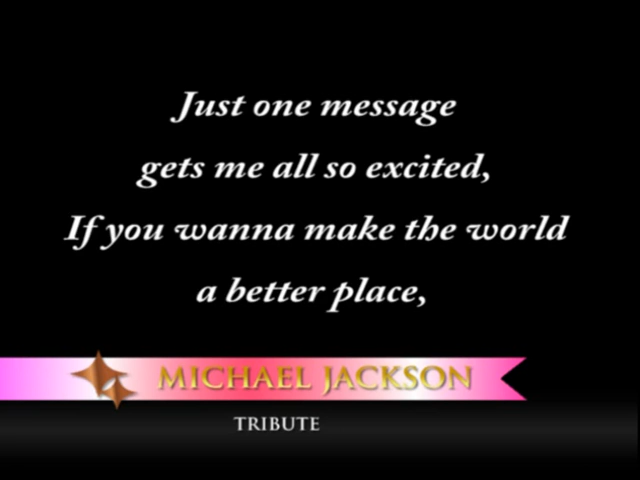 Just one message
gets me all so excited,
If you wanna make the world
a better place,
MICHAEL JACKSON
TRIBUTE